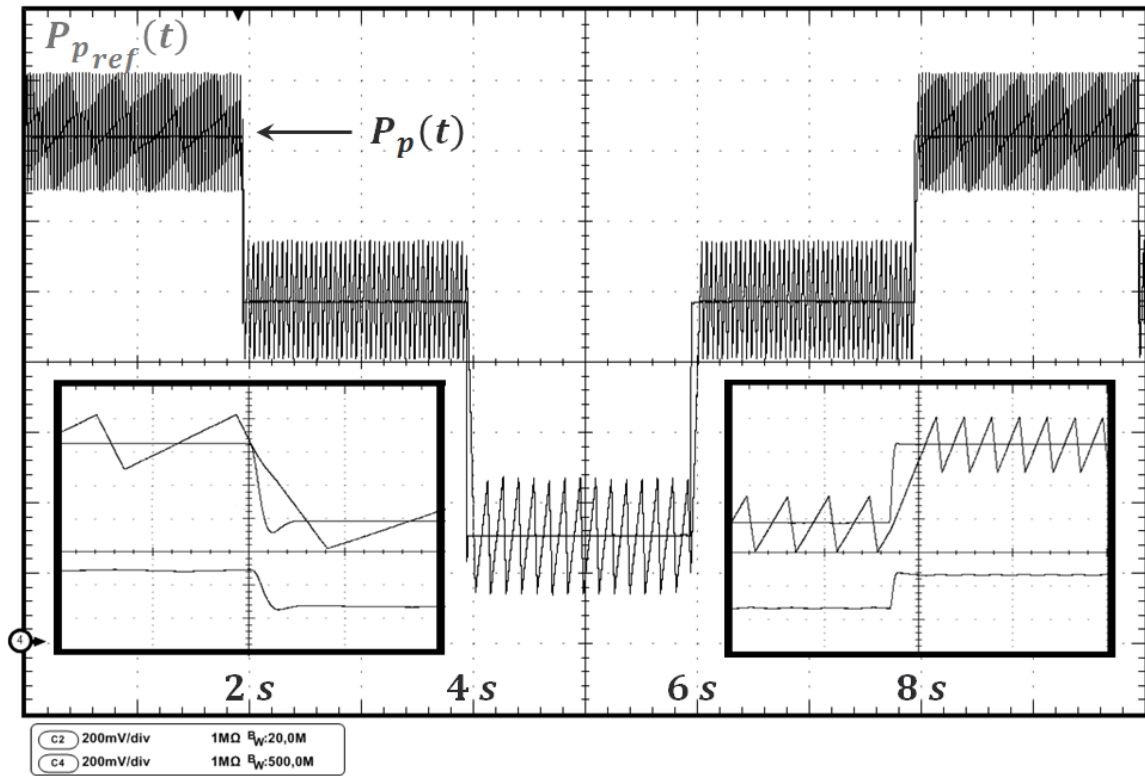 P_{p_{ref}}(t)
P_p(t)
4
2 s 4 s 6 s 8 s
C2 200mV/div 1MΩ B_W:20,0M
C4 200mV/div 1MΩ B_W:500,0M